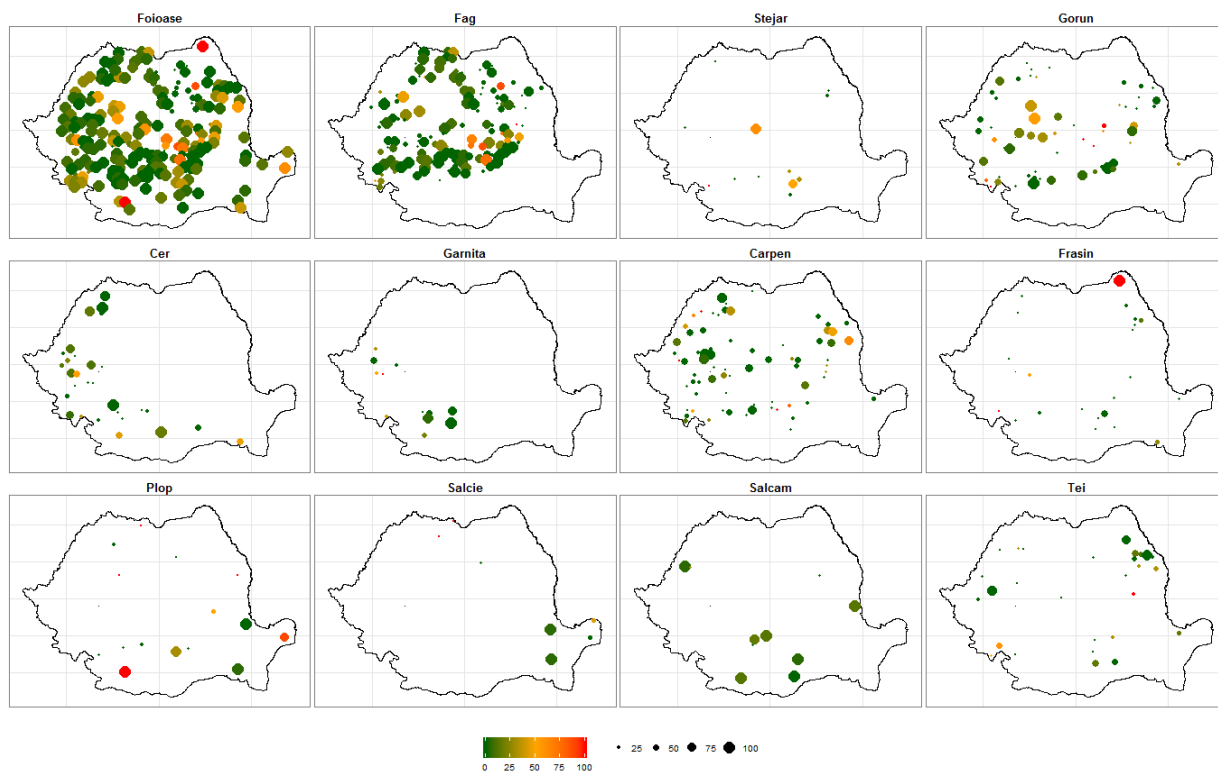 Foioase Fag Stejar Gorun
Cer Garnita Carpen Frasin
Plop Salcie Salcam Tei
0 25 50 75 100 25 50 75 100